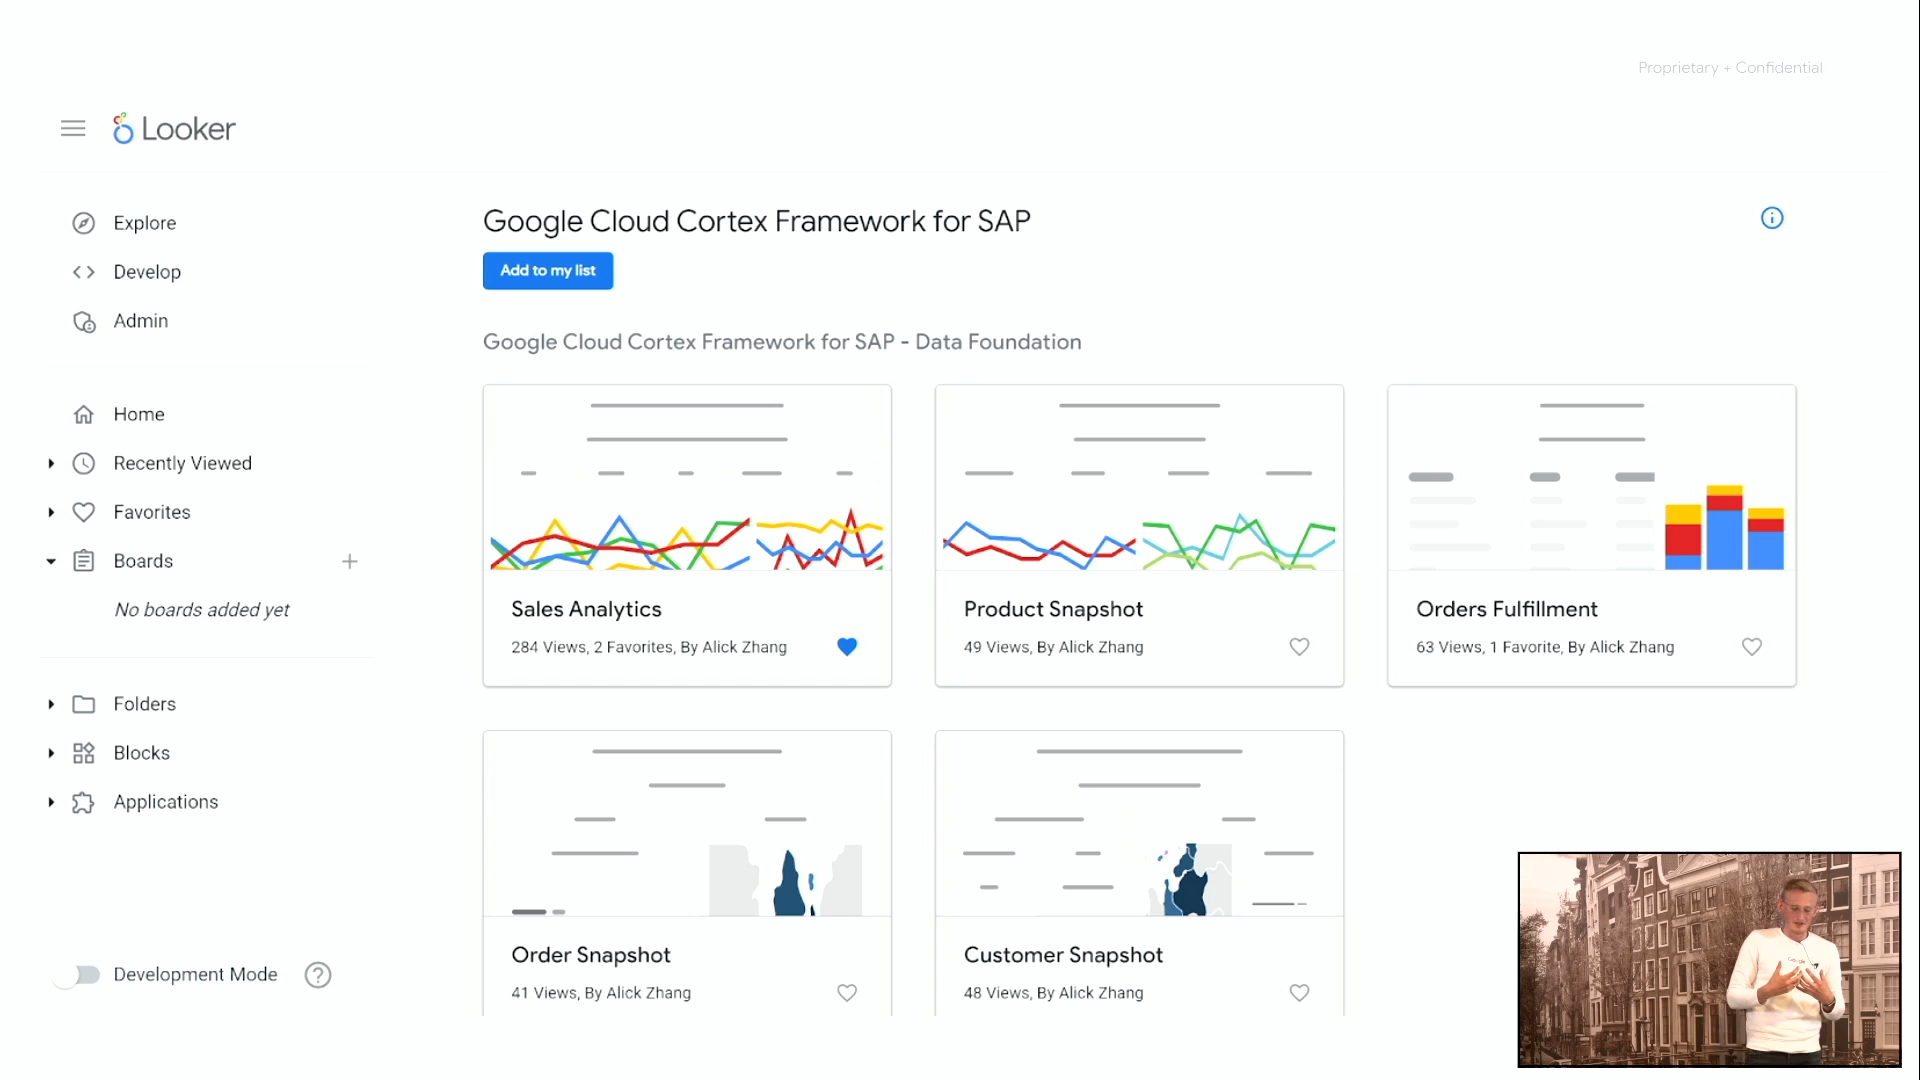 Proprietary + Confidential
Looker
Explore
Develop
Admin
Home
Recently Viewed
Favorites
Boards
No boards added yet
Folders
Blocks
Applications
Development Mode
Google Cloud Cortex Framework for SAP
Add to my list
Google Cloud Cortex Framework for SAP - Data Foundation
Sales Analytics
284 Views, 2 Favorites, By Alick Zhang
Product Snapshot
49 Views, By Alick Zhang
Orders Fulfillment
63 Views, 1 Favorite, By Alick Zhang
Order Snapshot
41 Views, By Alick Zhang
Customer Snapshot
48 Views, By Alick Zhang
Google